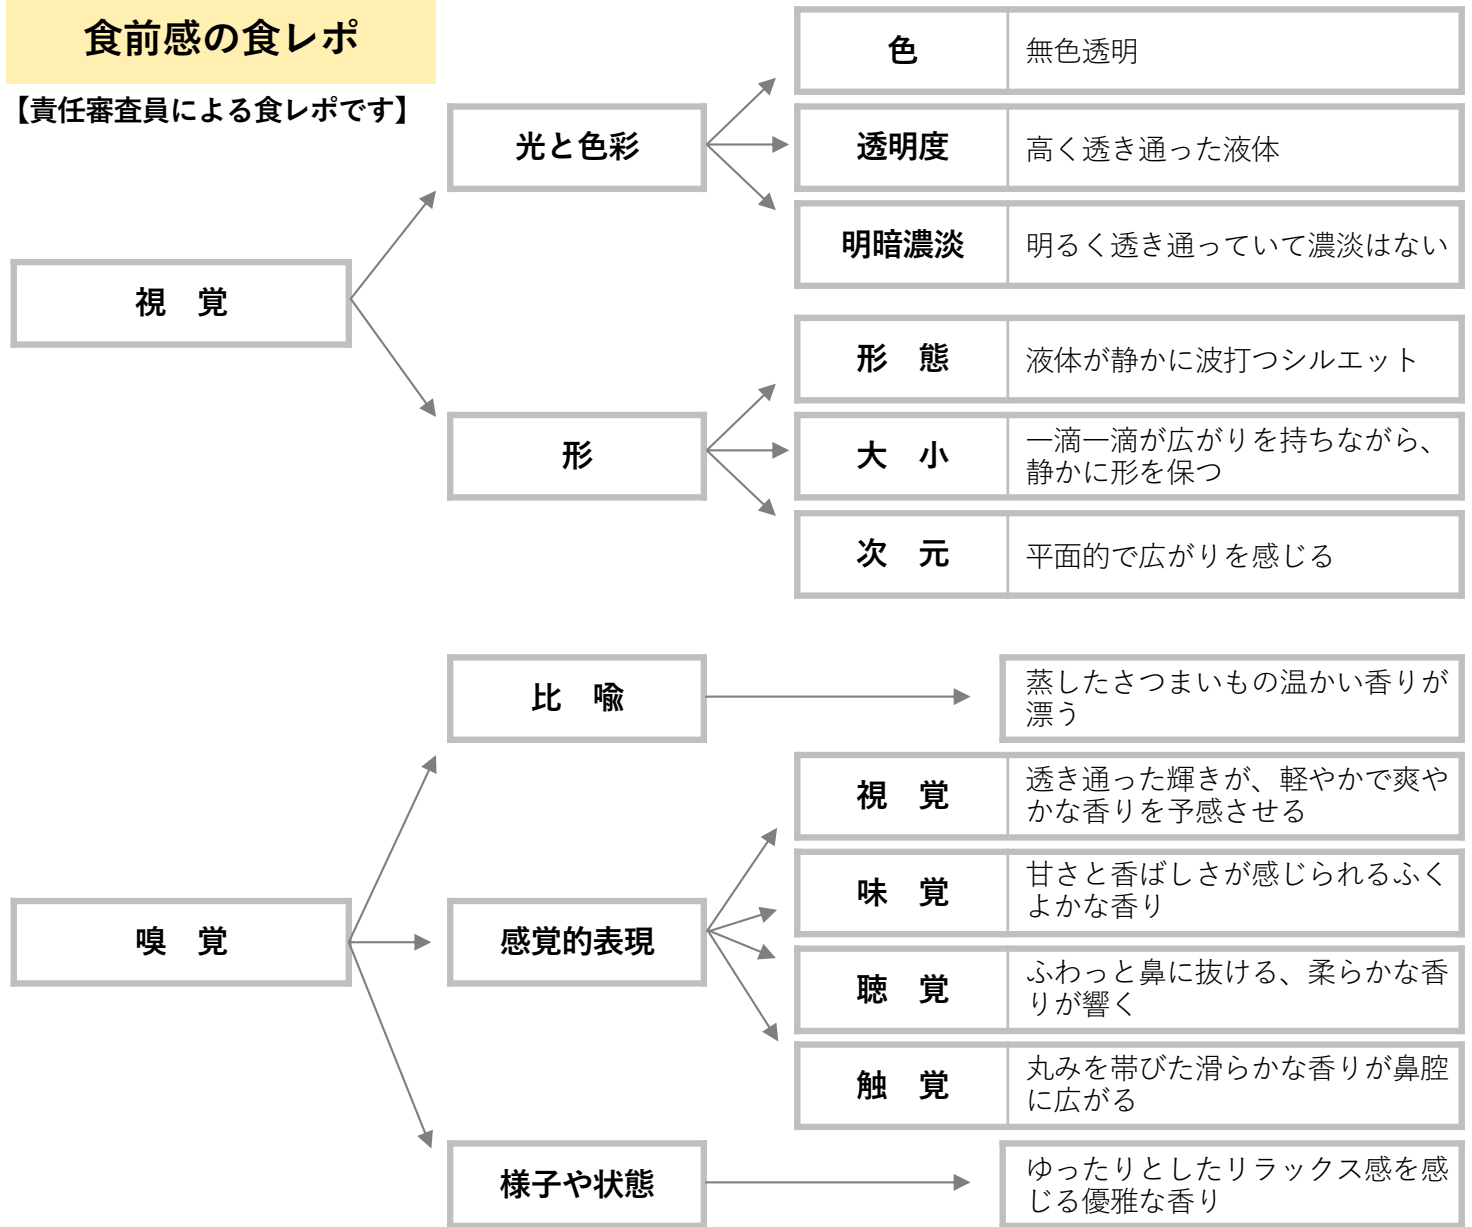 食前感の食レポ
【責任審査員による食レポです】
視　覚
光と色彩
色
無色透明
透明度
高く透き通った液体
明暗濃淡
明るく透き通っていて濃淡はない
形
形　態
液体が静かに波打つシルエット
大　小
一滴一滴が広がりを持ちながら、
静かに形を保つ
次　元
平面的で広がりを感じる
嗅　覚
比　喩
蒸したさつまいもの温かい香りが
漂う
感覚的表現
視　覚
透き通った輝きが、軽やかで爽や
かな香りを予感させる
味　覚
甘さと香ばしさが感じられるふく
よかな香り
聴　覚
ふわっと鼻に抜ける、柔らかな香
りが響く
触　覚
丸みを帯びた滑らかな香りが鼻腔
に広がる
様子や状態
ゆったりとしたリラックス感を感
じる優雅な香り